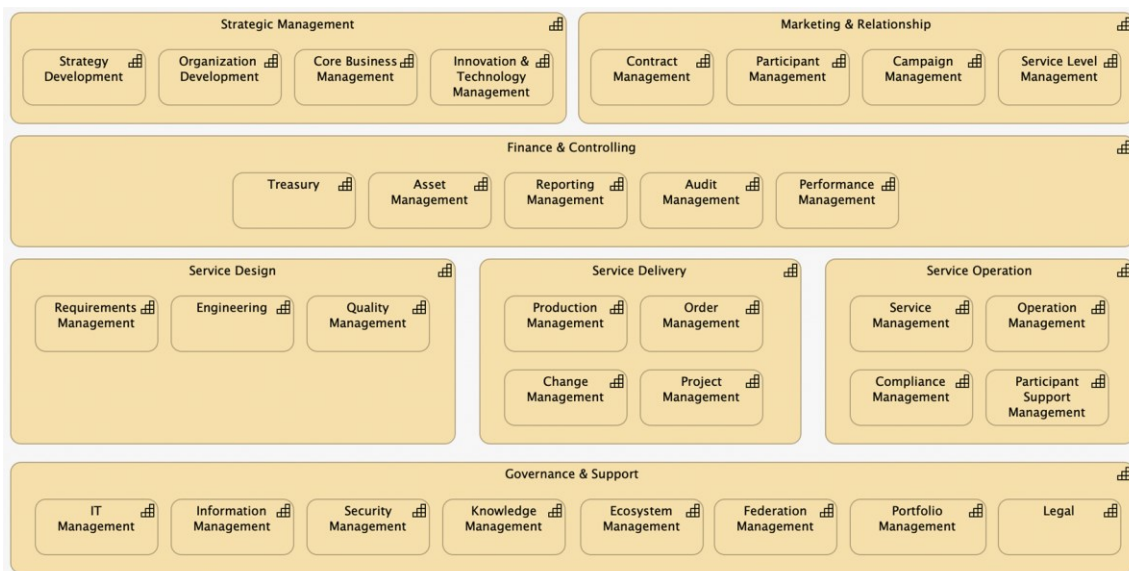 Strategic Management
Strategy
Development
Organization
Development
Core Business
Management
Innovation &
Technology
Management
Marketing & Relationship
Contract
Management
Participant
Management
Campaign
Management
Service Level
Management
Finance & Controlling
Treasury
Asset
Management
Reporting
Management
Audit
Management
Performance
Management
Service Design
Requirements
Management
Engineering
Quality
Management
Service Delivery
Production
Management
Order
Management
Change
Management
Project
Management
Service Operation
Service
Management
Operation
Management
Compliance
Management
Participant
Support
Management
Governance & Support
IT
Management
Information
Management
Security
Management
Knowledge
Management
Ecosystem
Management
Federation
Management
Portfolio
Management
Legal